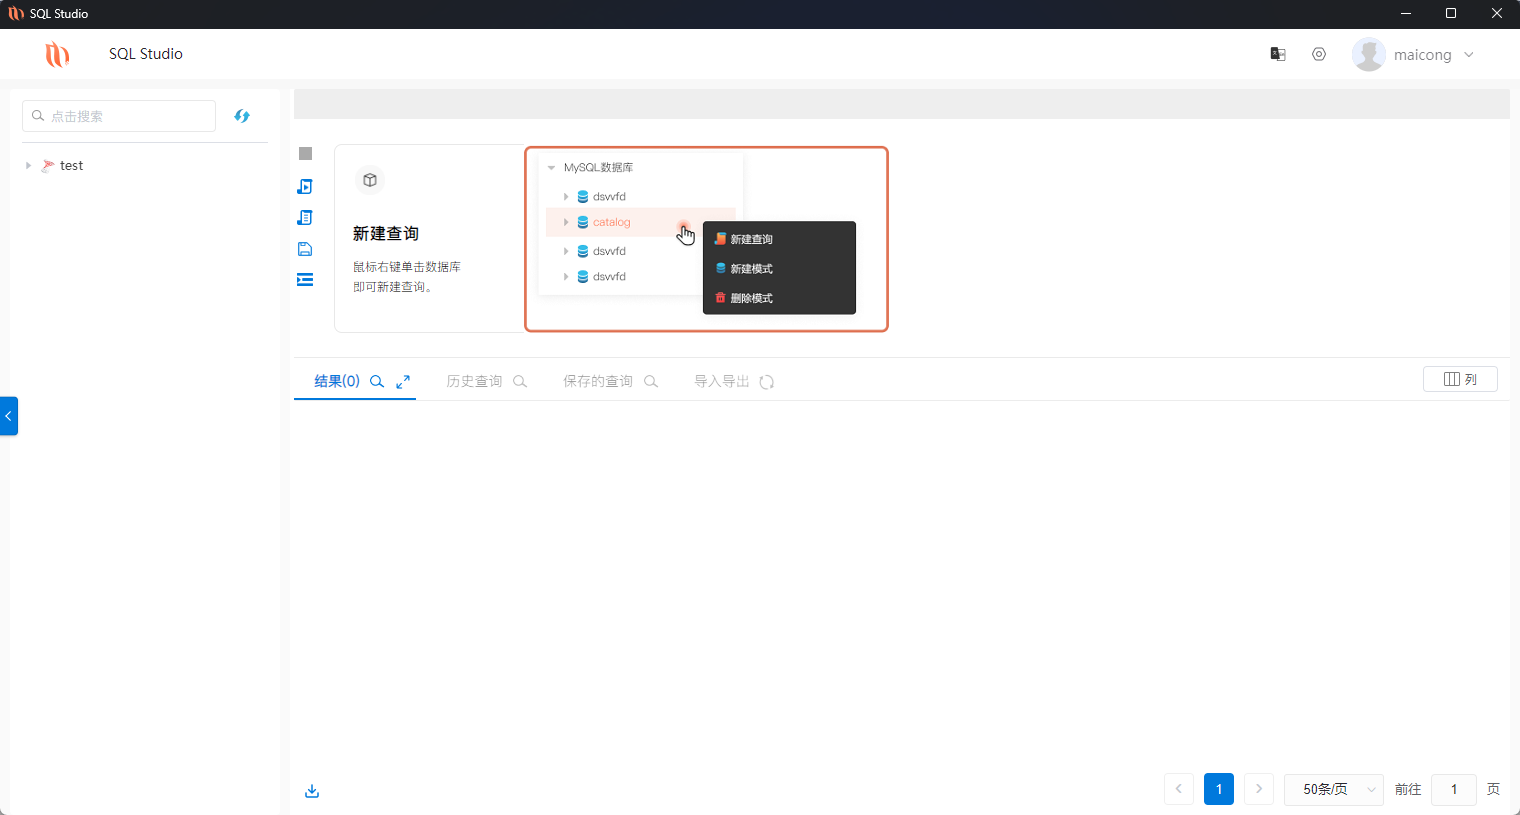 SQL Studio
SQL Studio
maicong
点击搜索
test
新建查询
鼠标右键单击数据库
即可新建查询。
MySQL数据库
dsvvfd
catalog
dsvvfd
dsvvfd
新建查询
新建模式
删除模式
结果(0)
历史查询
保存的查询
导入导出
列
1
50条/页
前往
1
页